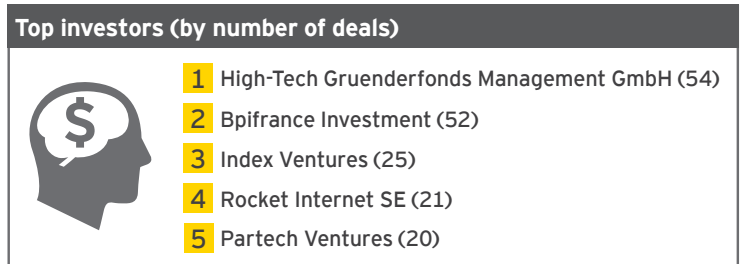 Top investors (by number of deals)
$
1 High-Tech Gruenderfonds Management GmbH (54)
2 Bpifrance Investment (52)
3 Index Ventures (25)
4 Rocket Internet SE (21)
5 Partech Ventures (20)